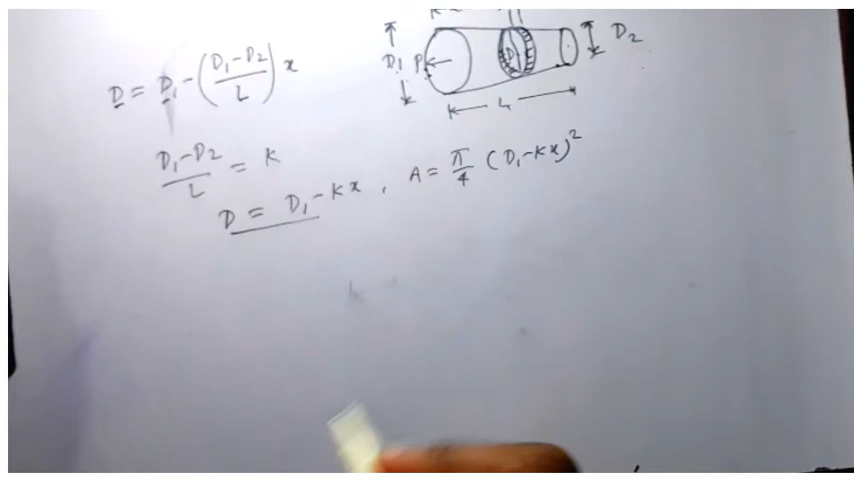 D = D₁ - ((D₁ - D₂)/L) x
D₁ P D D₂
L
(D₁ - D₂)/L = K
D = D₁ - Kx , A = π/4 (D₁ - Kx)²